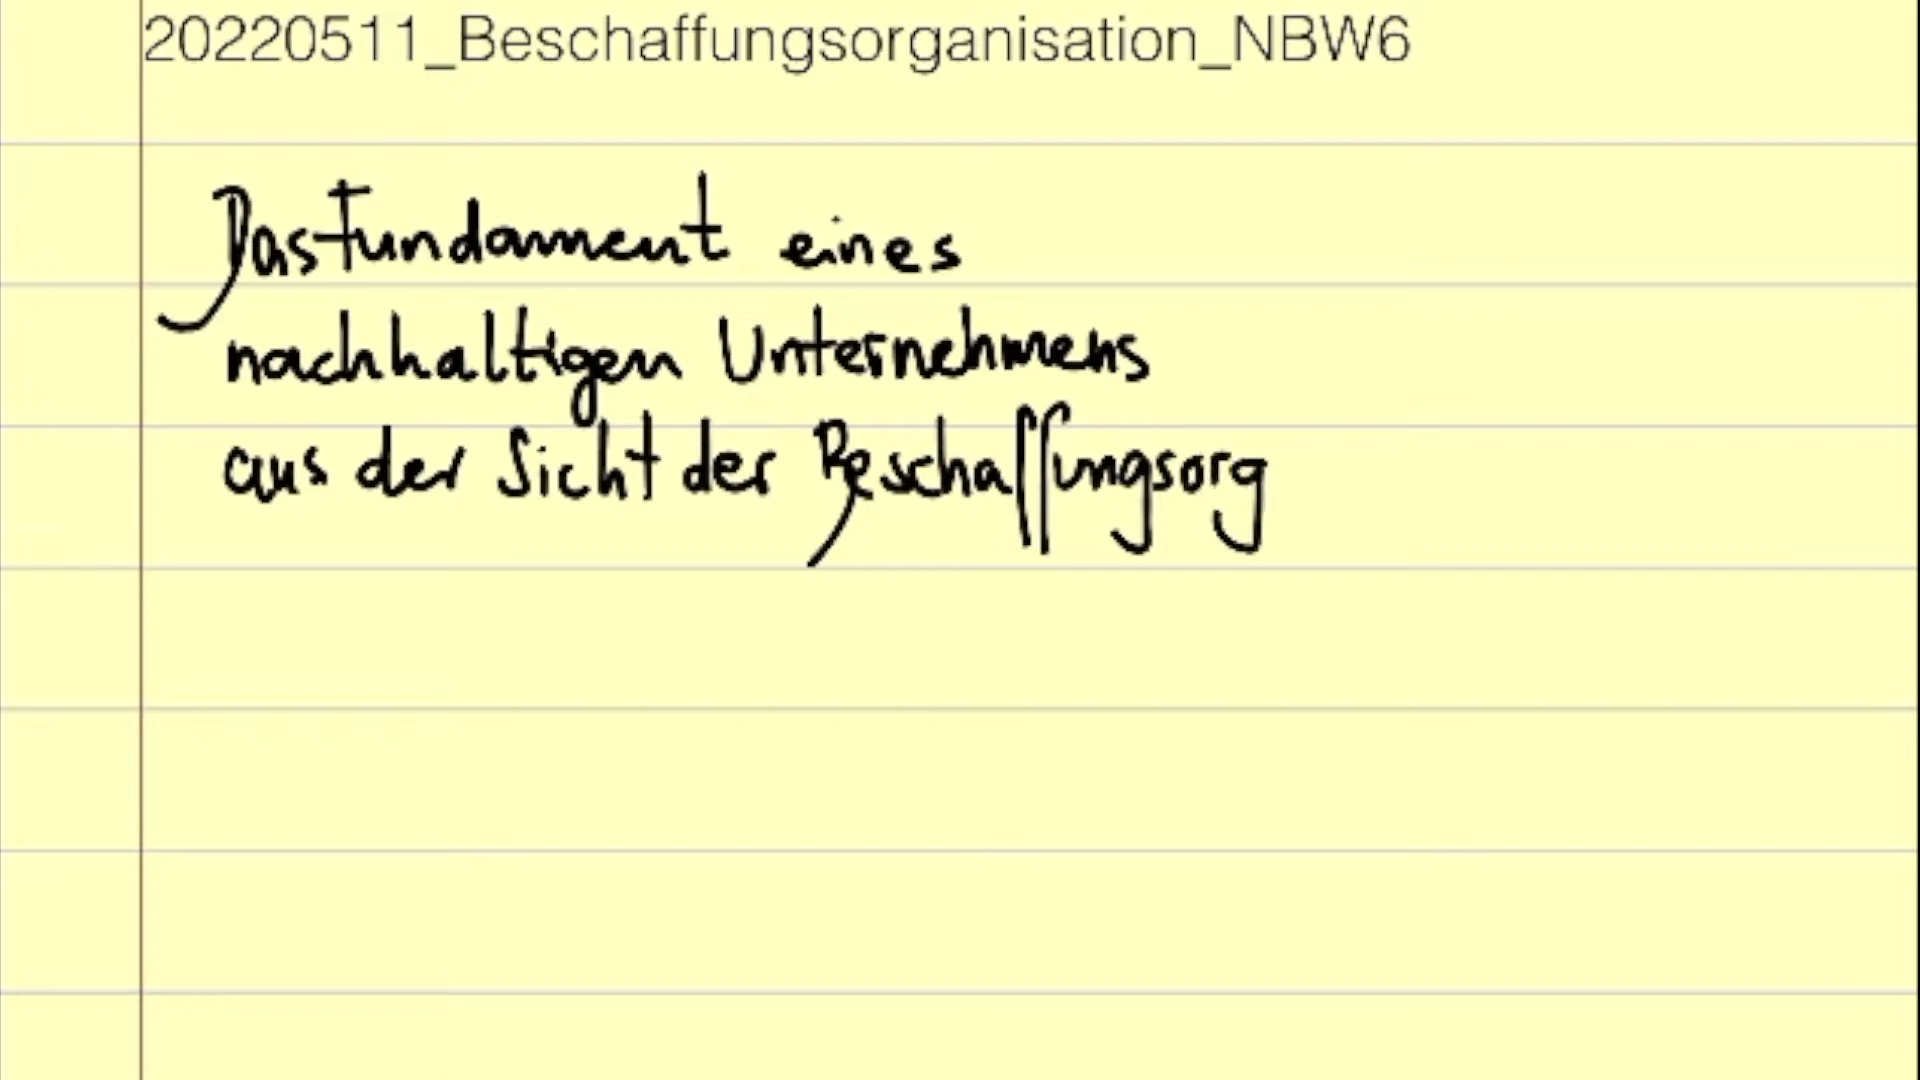 20220511_Beschaffungsorganisation_NBW6
Das Fundament eines
nachhaltigen Unternehmens
aus der Sicht der Beschaffungsorg